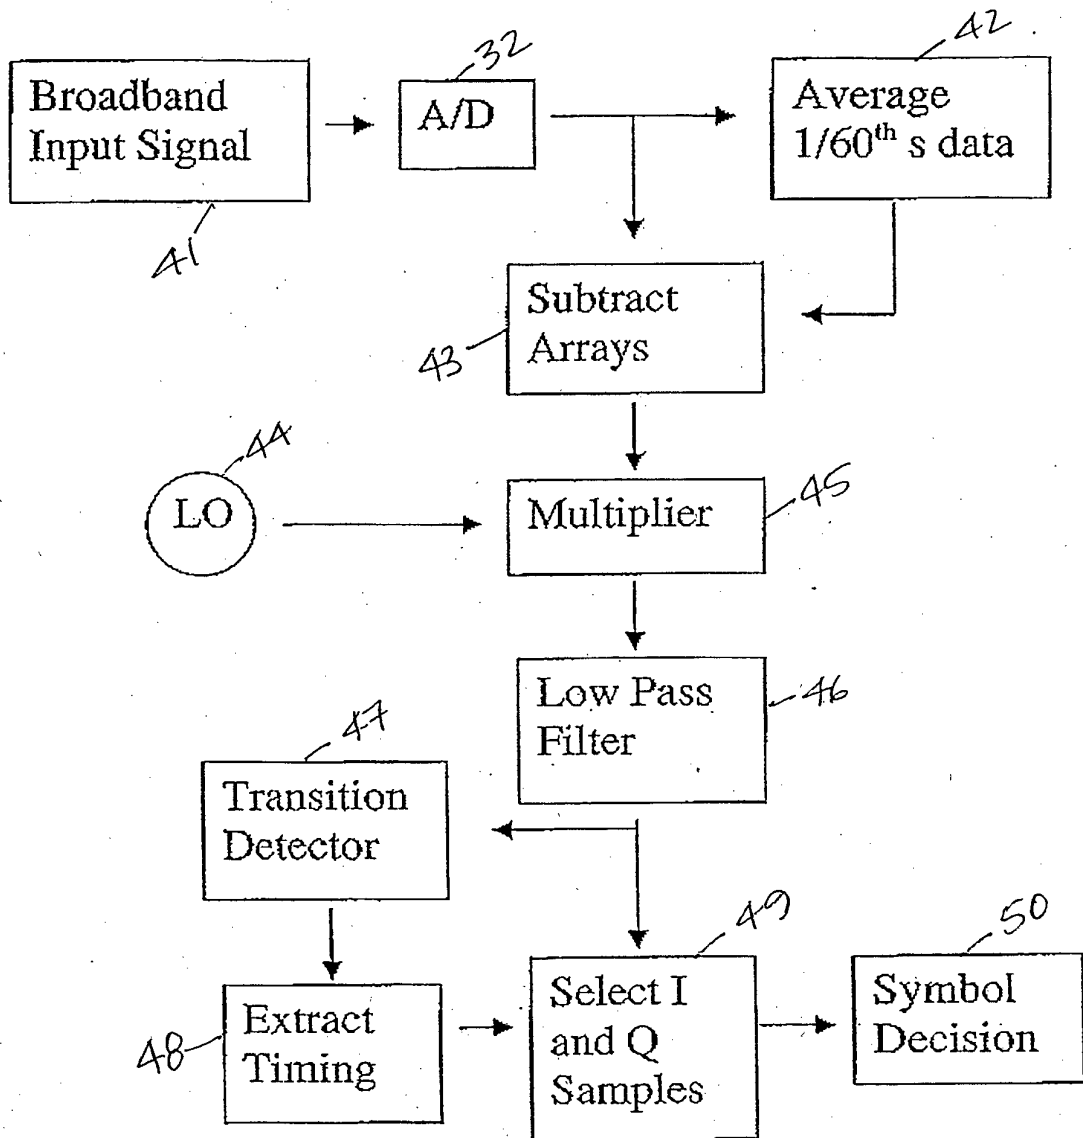 42
32
Broadband
Input Signal
A/D
Average
1/60th s data
41
Subtract
Arrays
43
44
LO
Multiplier
45
Low Pass
Filter
46
47
Transition
Detector
49
50
Extract
Timing
48
Select I
and Q
Samples
Symbol
Decision